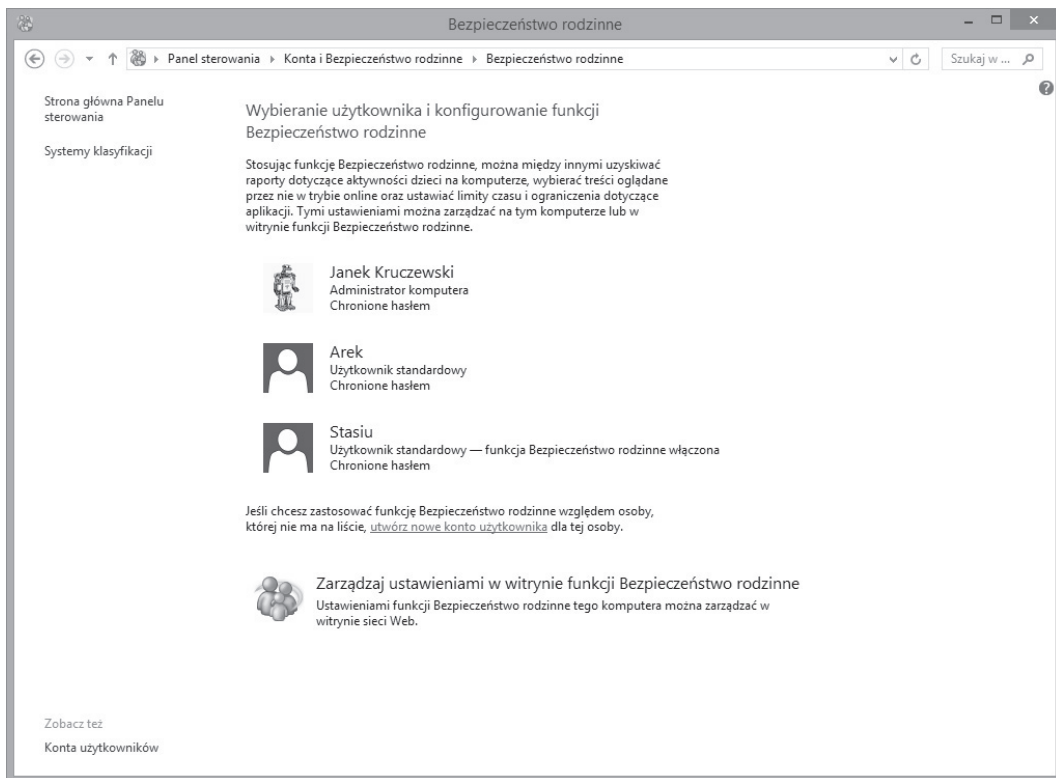 Bezpieczeństwo rodzinne
Panel sterowania Konta i Bezpieczeństwo rodzinne Bezpieczeństwo rodzinne
Szukaj w ...
Strona główna Panelu
sterowania
Systemy klasyfikacji
Wybieranie użytkownika i konfigurowanie funkcji
Bezpieczeństwo rodzinne
Stosując funkcję Bezpieczeństwo rodzinne, można między innymi uzyskiwać
raporty dotyczące aktywności dzieci na komputerze, wybierać treści oglądane
przez nie w trybie online oraz ustawiać limity czasu i ograniczenia dotyczące
aplikacji. Tymi ustawieniami można zarządzać na tym komputerze lub w
witrynie funkcji Bezpieczeństwo rodzinne.
Janek Kruczewski
Administrator komputera
Chronione hasłem
Arek
Użytkownik standardowy
Chronione hasłem
Stasiu
Użytkownik standardowy — funkcja Bezpieczeństwo rodzinne włączona
Chronione hasłem
Jeśli chcesz zastosować funkcję Bezpieczeństwo rodzinne względem osoby,
której nie ma na liście, utwórz nowe konto użytkownika dla tej osoby.
Zarządzaj ustawieniami w witrynie funkcji Bezpieczeństwo rodzinne
Ustawieniami funkcji Bezpieczeństwo rodzinne tego komputera można zarządzać w
witrynie sieci Web.
Zobacz też
Konta użytkowników